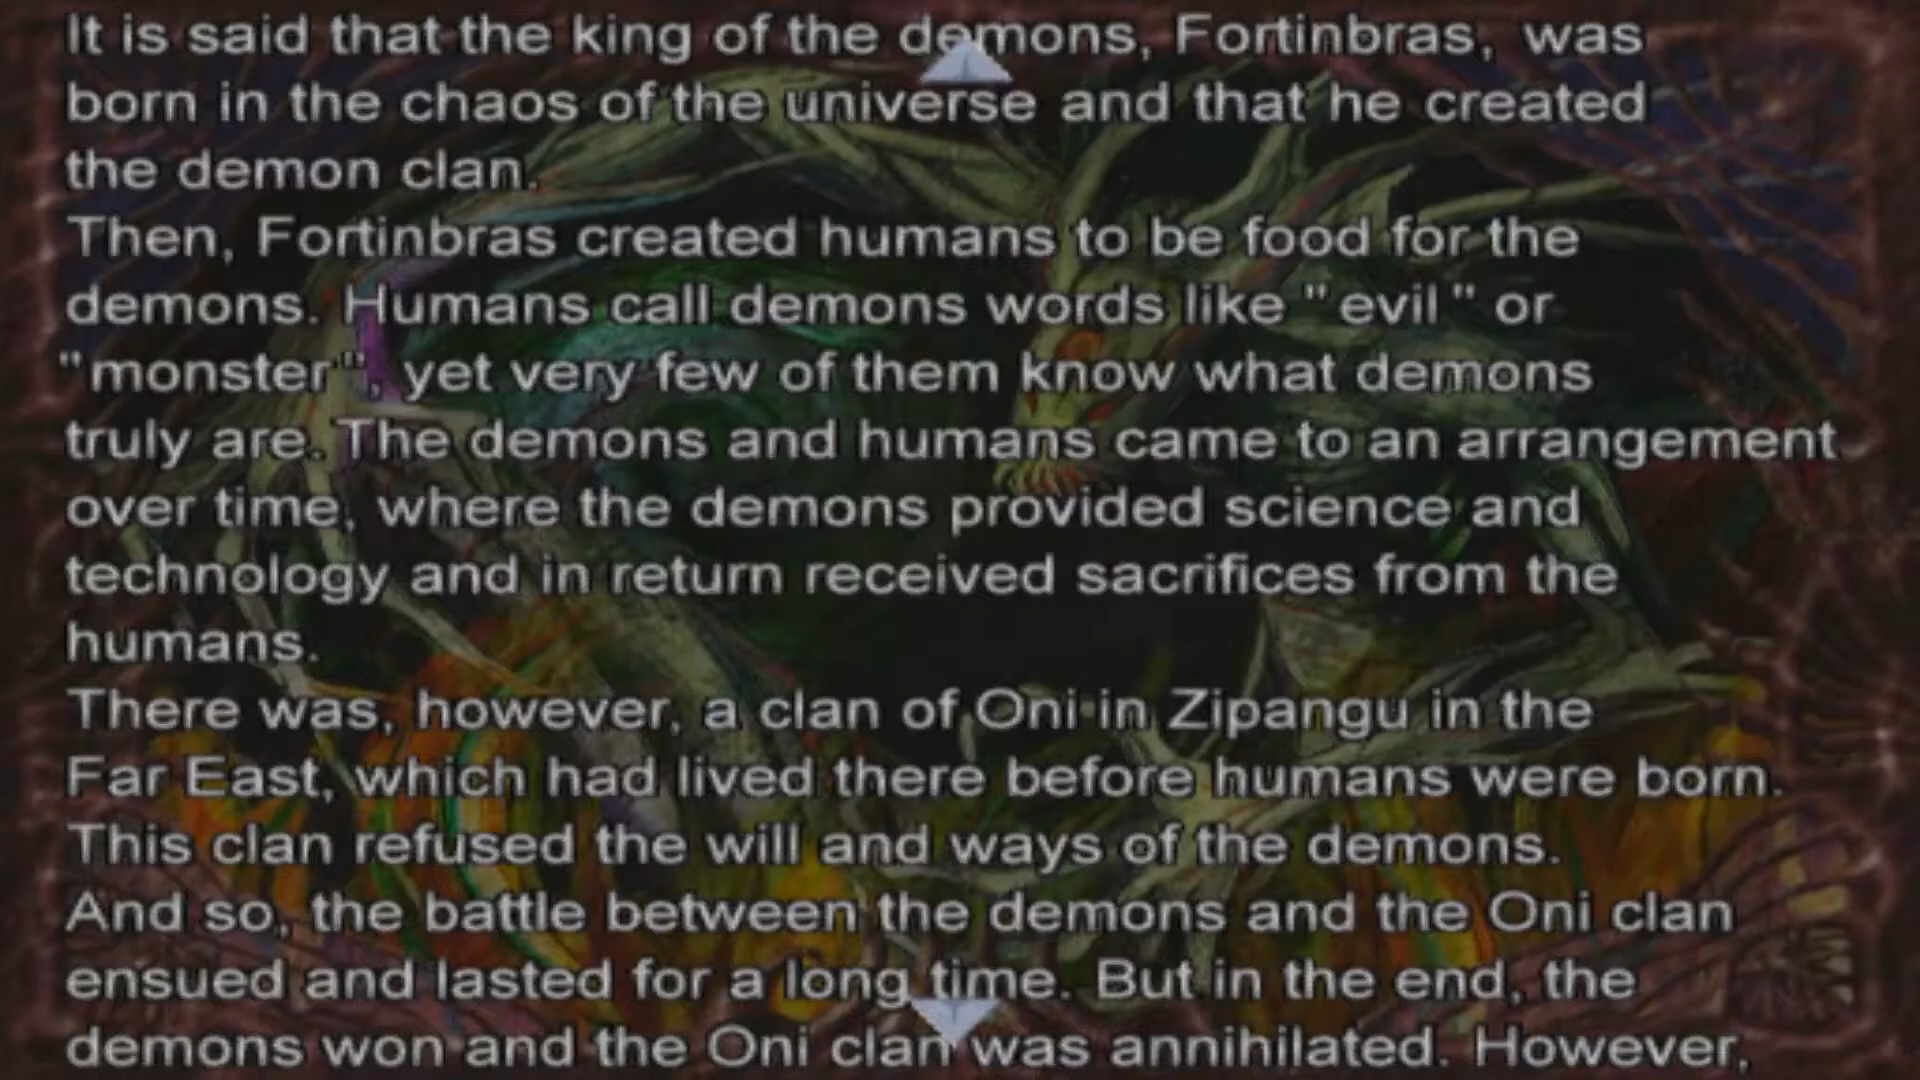 It is said that the king of the demons, Fortinbras, was
born in the chaos of the universe and that he created
the demon clan.
Then, Fortinbras created humans to be food for the
demons. Humans call demons words like "evil" or
"monster", yet very few of them know what demons
truly are. The demons and humans came to an arrangement
over time, where the demons provided science and
technology and in return received sacrifices from the
humans.
There was, however, a clan of Oni in Zipangu in the
Far East, which had lived there before humans were born.
This clan refused the will and ways of the demons.
And so, the battle between the demons and the Oni clan
ensued and lasted for a long time. But in the end, the
demons won and the Oni clan was annihilated. However,